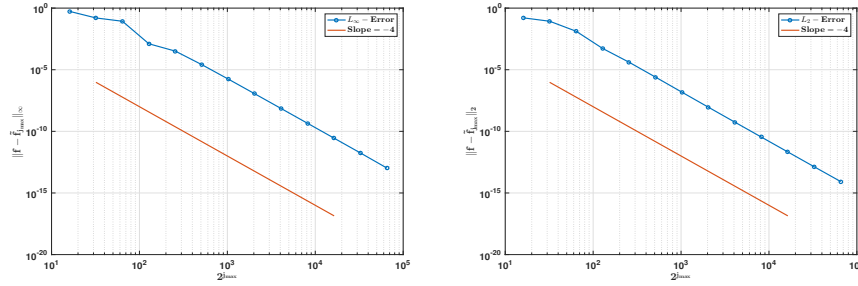 10^0
10^-5
10^-10
10^-15
10^-20
‖f − f̃_jmax‖_∞
L_∞ − Error
Slope = −4
10^1 10^2 10^3 10^4 10^5
2^jmax
10^0
10^-5
10^-10
10^-15
10^-20
‖f − f̃_jmax‖_2
L_2 − Error
Slope = −4
10^1 10^2 10^3 10^4 10^5
2^jmax